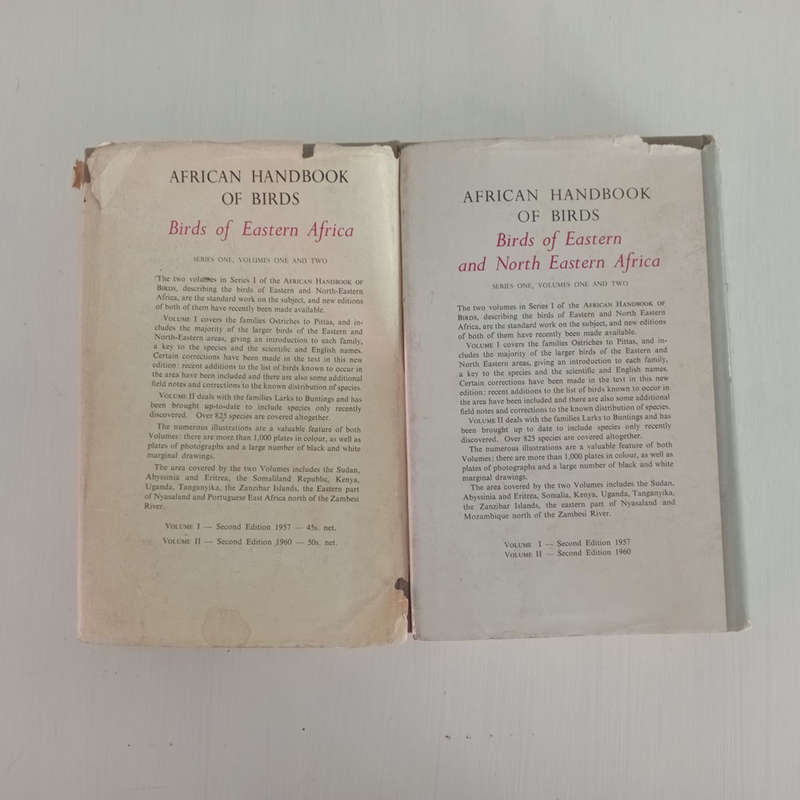 AFRICAN HANDBOOK
OF BIRDS
Birds of Eastern Africa
SERIES ONE, VOLUMES ONE AND TWO
The two volumes in Series I of the AFRICAN HANDBOOK OF
BIRDS, describing the birds of Eastern and North-Eastern
Africa, are the standard work on the subject, and new editions
of both of them have recently been made available.
VOLUME I covers the families Ostriches to Pittas, and in-
cludes the majority of the larger birds of the Eastern and
North-Eastern areas, giving an introduction to each family,
a key to the species and the scientific and English names.
Certain corrections have been made in the text in this new
edition: recent additions to the list of birds known to occur in
the area have been included and there are also some additional
field notes and corrections to the known distribution of species.
VOLUME II deals with the families Larks to Buntings and has
been brought up-to-date to include species only recently
discovered. Over 825 species are covered altogether.
The numerous illustrations are a valuable feature of both
Volumes: there are more than 1,000 plates in colour, as well as
plates of photographs and a large number of black and white
marginal drawings.
The area covered by the two Volumes includes the Sudan,
Abyssinia and Eritrea, the Somaliland Republic, Kenya,
Uganda, Tanganyika, the Zanzibar Islands, the Eastern part
of Nyasaland and Portuguese East Africa north of the Zambesi
River.
VOLUME I — Second Edition 1957 — 45s. net.
VOLUME II — Second Edition 1960 — 50s. net.
AFRICAN HANDBOOK
OF BIRDS
Birds of Eastern
and North Eastern Africa
SERIES ONE, VOLUMES ONE AND TWO
The two volumes in Series I of the AFRICAN HANDBOOK OF
BIRDS, describing the birds of Eastern and North Eastern
Africa, are the standard work on the subject, and new editions
of both of them have recently been made available.
VOLUME I covers the families Ostriches to Pittas, and in-
cludes the majority of the larger birds of the Eastern and
North Eastern areas, giving an introduction to each family,
a key to the species and the scientific and English names.
Certain corrections have been made in the text in this new
edition: recent additions to the list of birds known to occur in
the area have been included and there are also some additional
field notes and corrections to the known distribution of species.
VOLUME II deals with the families Larks to Buntings and has
been brought up to date to include species only recently
discovered. Over 825 species are covered altogether.
The numerous illustrations are a valuable feature of both
Volumes: there are more than 1,000 plates in colour, as well as
plates of photographs and a large number of black and white
marginal drawings.
The area covered by the two Volumes includes the Sudan,
Abyssinia and Eritrea, Somalia, Kenya, Uganda, Tanganyika,
the Zanzibar Islands, the eastern part of Nyasaland and
Mozambique north of the Zambesi River.
VOLUME I — Second Edition 1957
VOLUME II — Second Edition 1960